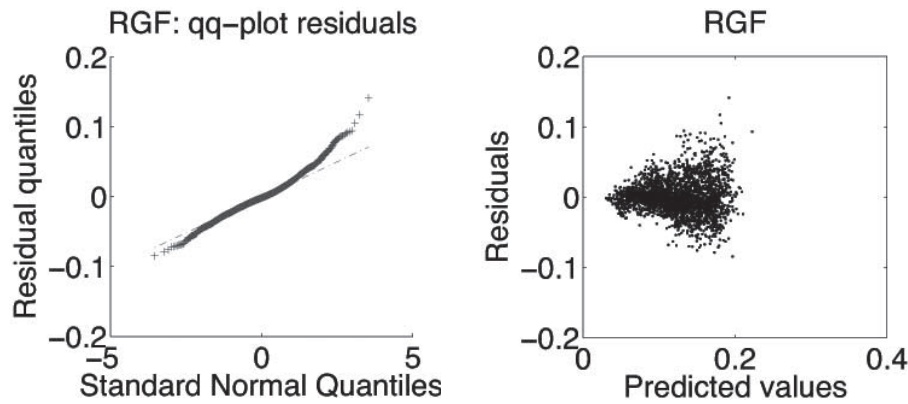 RGF: qq-plot residuals
0.2
0.1
0
-0.1
-0.2
Residual quantiles
-5
0
5
Standard Normal Quantiles
RGF
0.2
0.1
0
-0.1
-0.2
Residuals
0
0.2
0.4
Predicted values